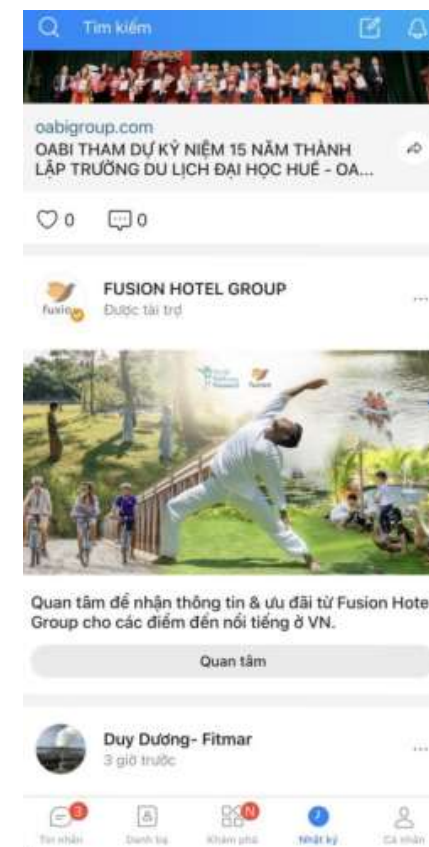 Tìm kiếm
oabigroup.com
OABI THAM DỰ KỶ NIỆM 15 NĂM THÀNH
LẬP TRƯỜNG DU LỊCH ĐẠI HỌC HUẾ - OA...
0 0
FUSION HOTEL GROUP
Được tài trợ
fusion
Quan tâm để nhận thông tin & ưu đãi từ Fusion Hote
Group cho các điểm đến nổi tiếng ở VN.
Quan tâm
Duy Dương- Fitmar
3 giờ trước
3 N
Tin nhắn Danh bạ Khám phá Nhật ký Cá nhân